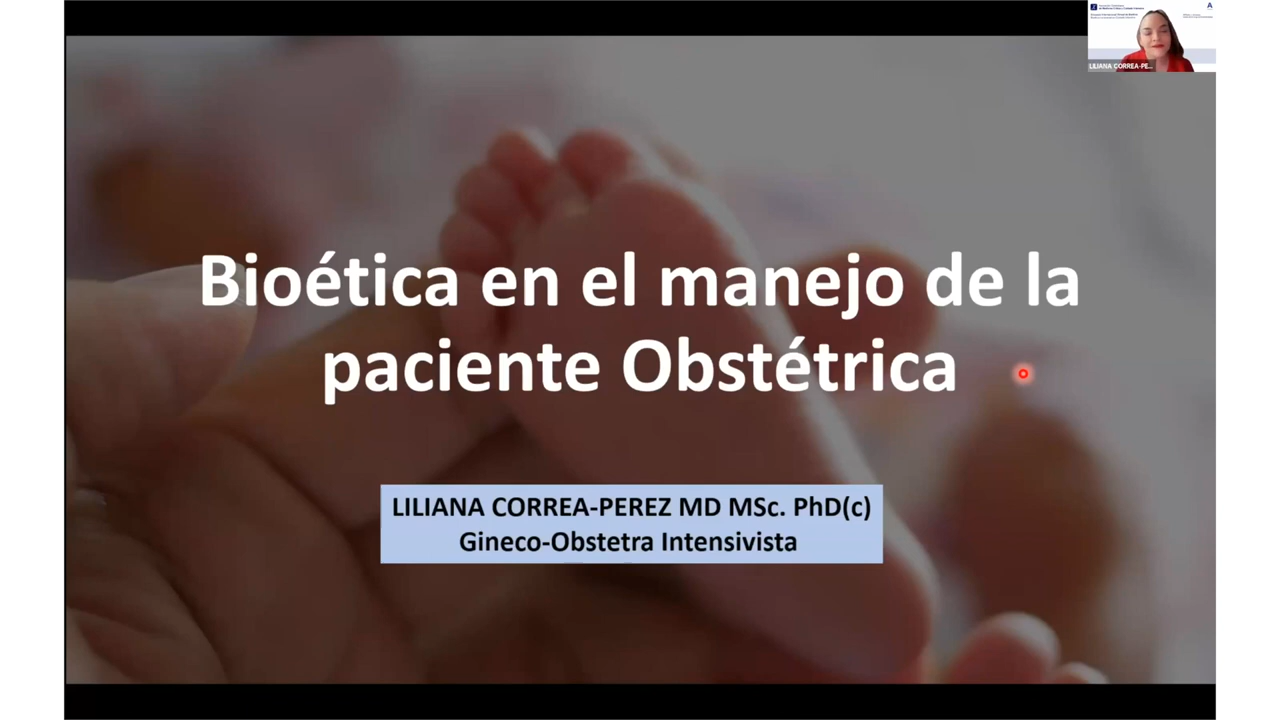 LILIANA CORREA-PE...
Bioética en el manejo de la
paciente Obstétrica
LILIANA CORREA-PEREZ MD MSc. PhD(c)
Gineco-Obstetra Intensivista